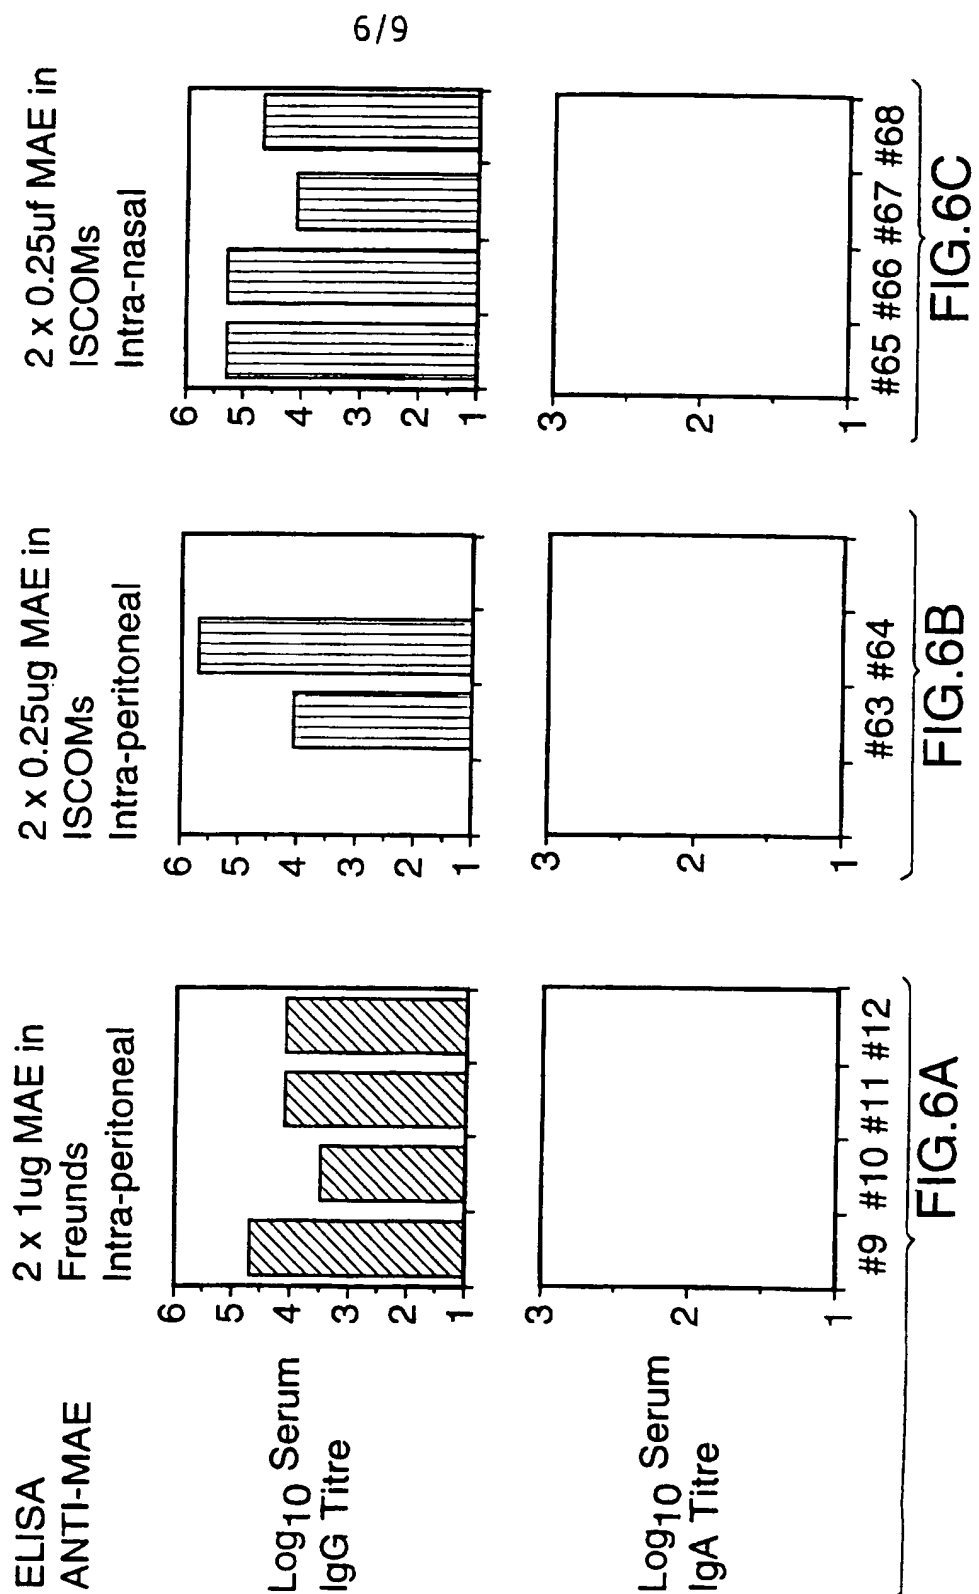 6/9
ELISA
ANTI-MAE
2 x 1ug MAE in
Freunds
Intra-peritoneal
2 x 0.25ug MAE in
ISCOMs
Intra-peritoneal
2 x 0.25uf MAE in
ISCOMs
Intra-nasal
Log10 Serum
IgG Titre
6
5
4
3
2
1
6
5
4
3
2
1
6
5
4
3
2
1
Log10 Serum
IgA Titre
3
2
1
3
2
1
3
2
1
#9 #10 #11 #12
#63 #64
#65 #66 #67 #68
FIG.6A
FIG.6B
FIG.6C